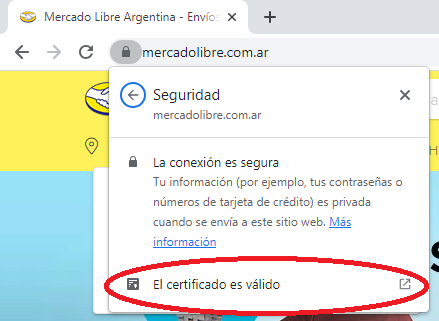 Mercado Libre Argentina - Envíos
mercadolibre.com.ar
Seguridad
mercadolibre.com.ar
La conexión es segura
Tu información (por ejemplo, tus contraseñas o
números de tarjeta de crédito) es privada
cuando se envía a este sitio web. Más
información
El certificado es válido